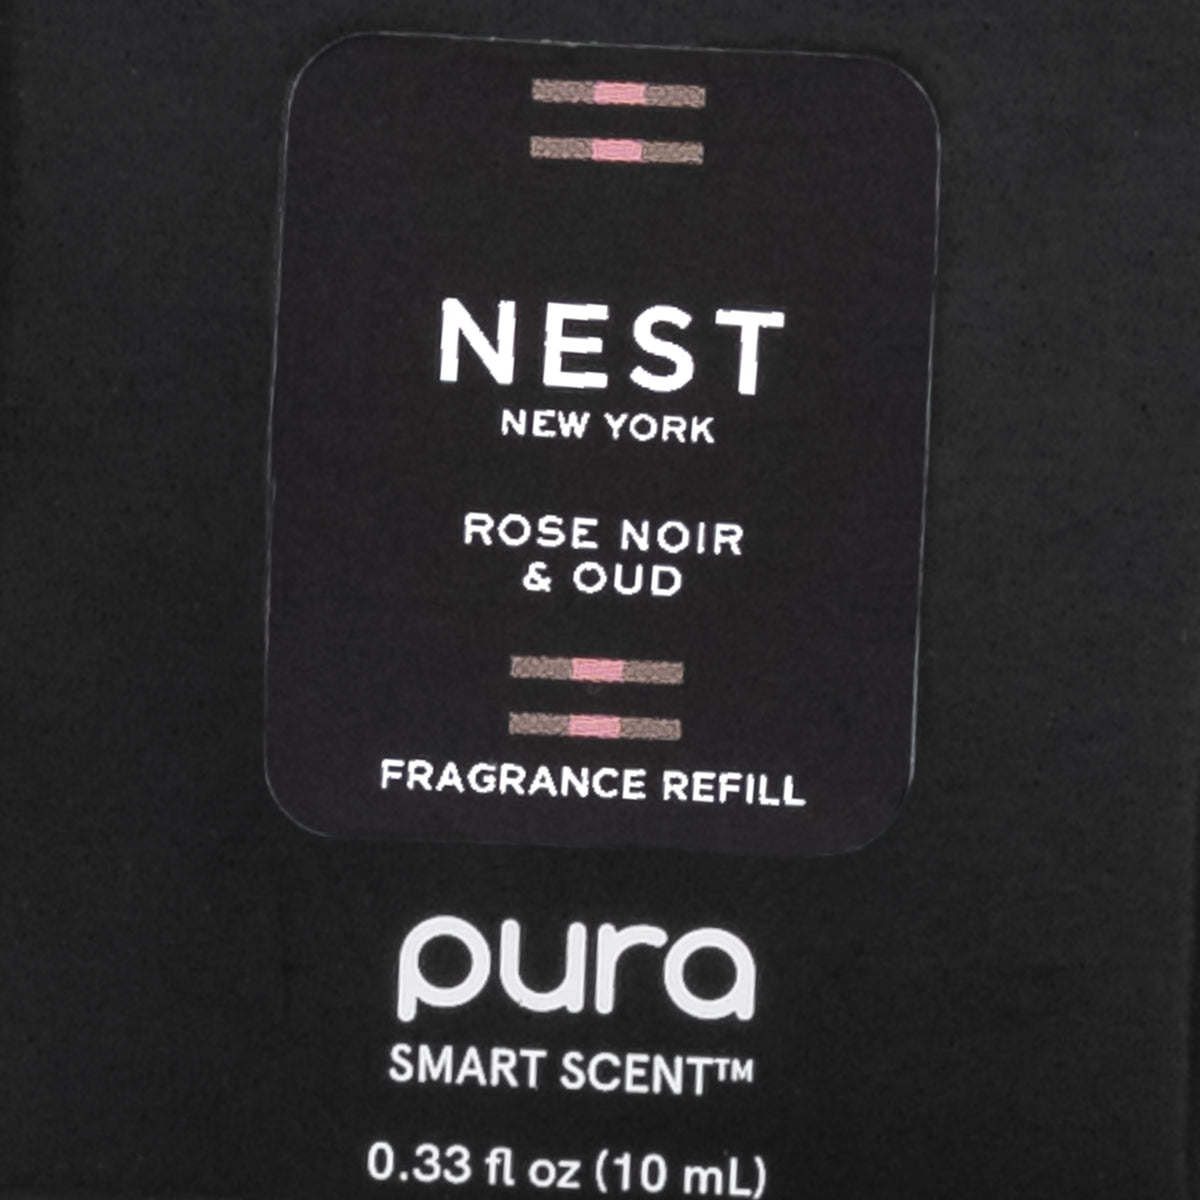 NEST
NEW YORK
ROSE NOIR
& OUD
FRAGRANCE REFILL
pura
SMART SCENT™
0.33 fl oz (10 mL)